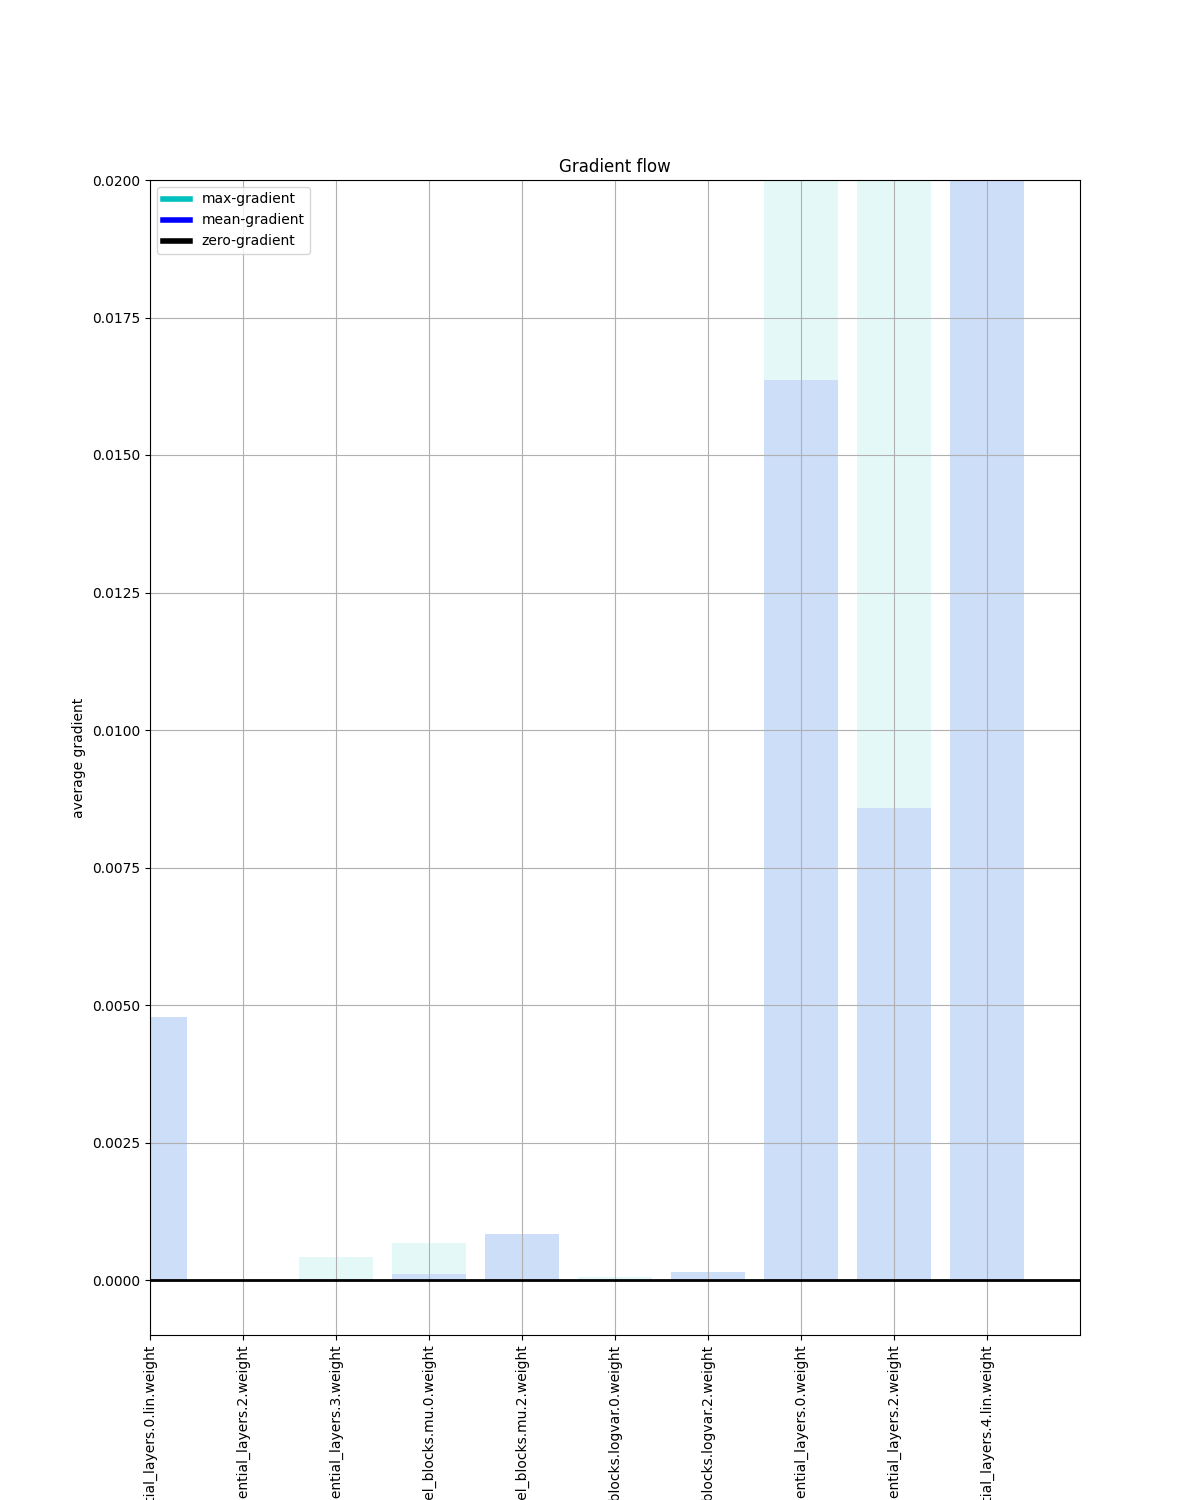 Gradient flow
max-gradient
mean-gradient
zero-gradient
0.0200
0.0175
0.0150
0.0125
0.0100
0.0075
0.0050
0.0025
0.0000
average gradient
tial_layers.0.lin.weight
ential_layers.2.weight
ential_layers.3.weight
el_blocks.mu.0.weight
el_blocks.mu.2.weight
blocks.logvar.0.weight
blocks.logvar.2.weight
ential_layers.0.weight
ential_layers.2.weight
tial_layers.4.lin.weight